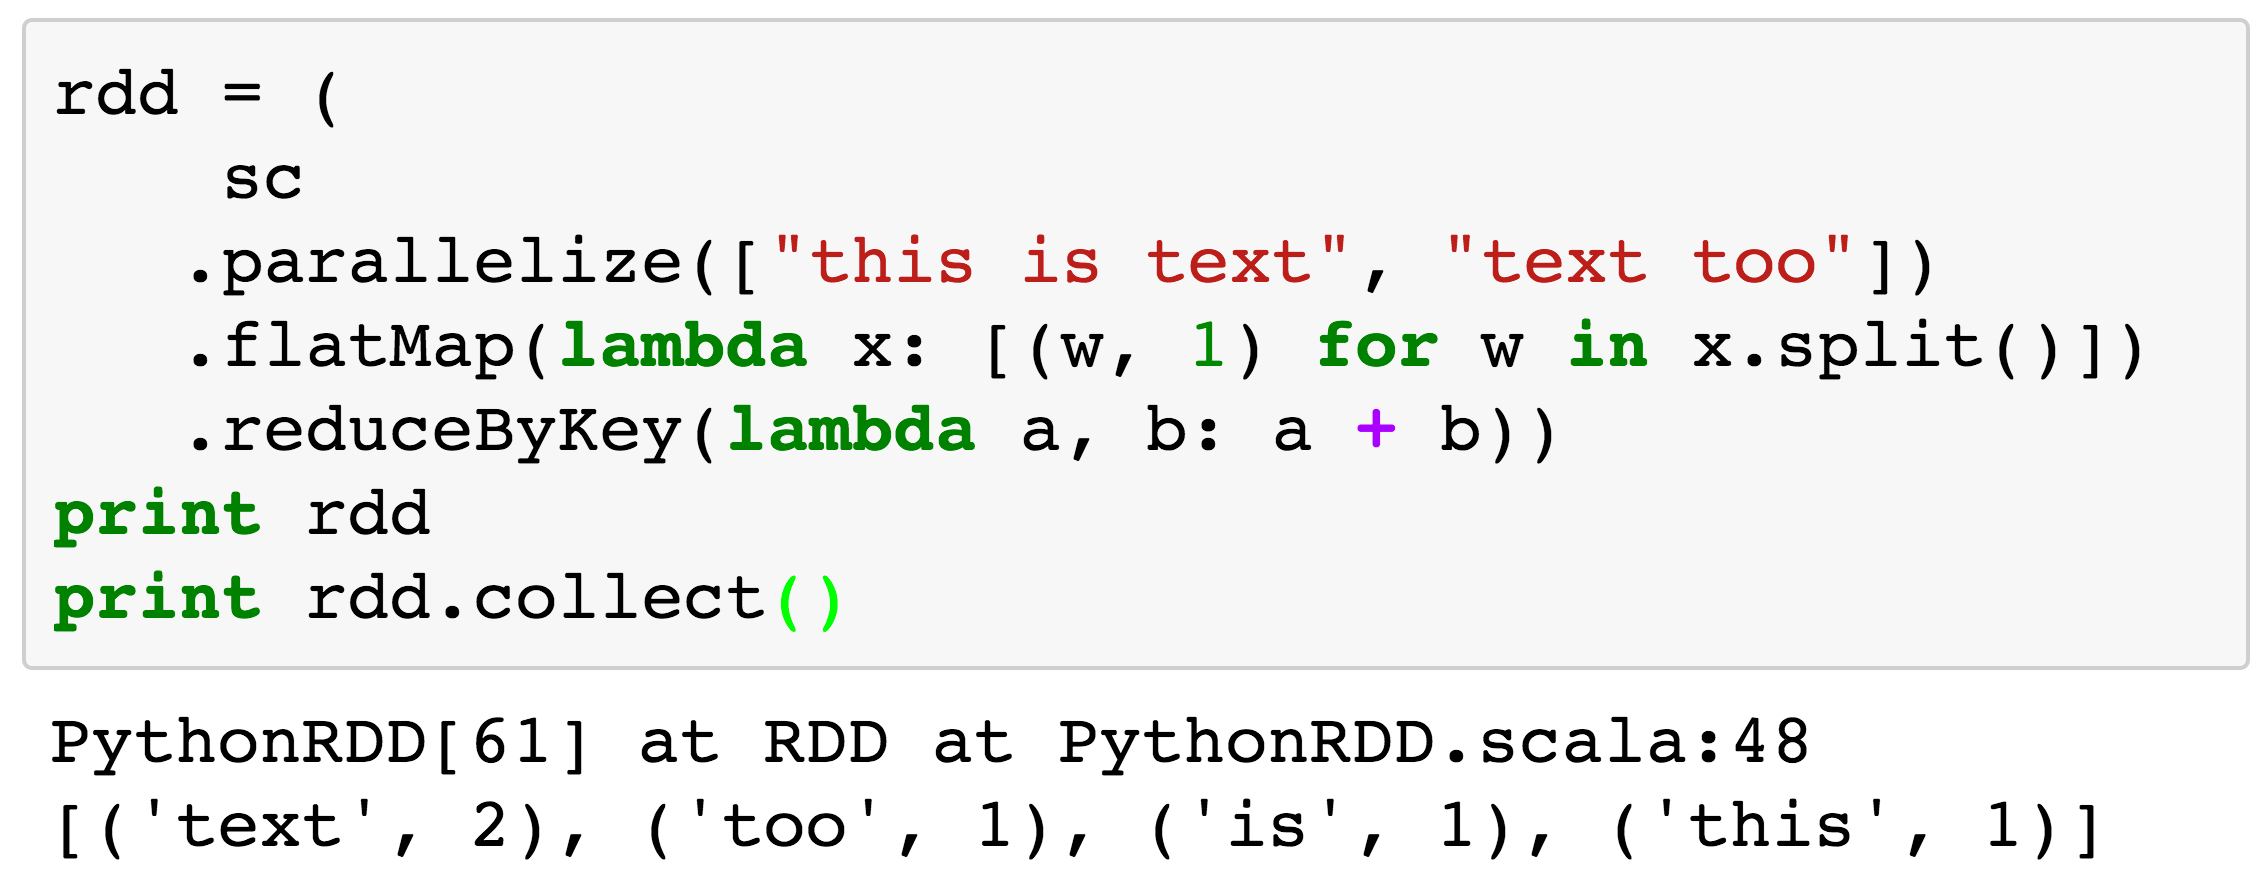 rdd = (
    sc
   .parallelize(["this is text", "text too"])
   .flatMap(lambda x: [(w, 1) for w in x.split()])
   .reduceByKey(lambda a, b: a + b))
print rdd
print rdd.collect()
PythonRDD[61] at RDD at PythonRDD.scala:48
[('text', 2), ('too', 1), ('is', 1), ('this', 1)]